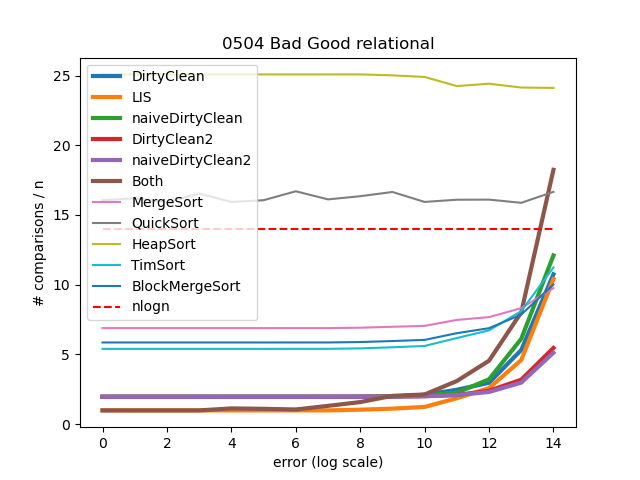 0504 Bad Good relational
# comparisons / n
25
20
15
10
5
0
DirtyClean
LIS
naiveDirtyClean
DirtyClean2
naiveDirtyClean2
Both
MergeSort
QuickSort
HeapSort
TimSort
BlockMergeSort
nlogn
0 2 4 6 8 10 12 14
error (log scale)